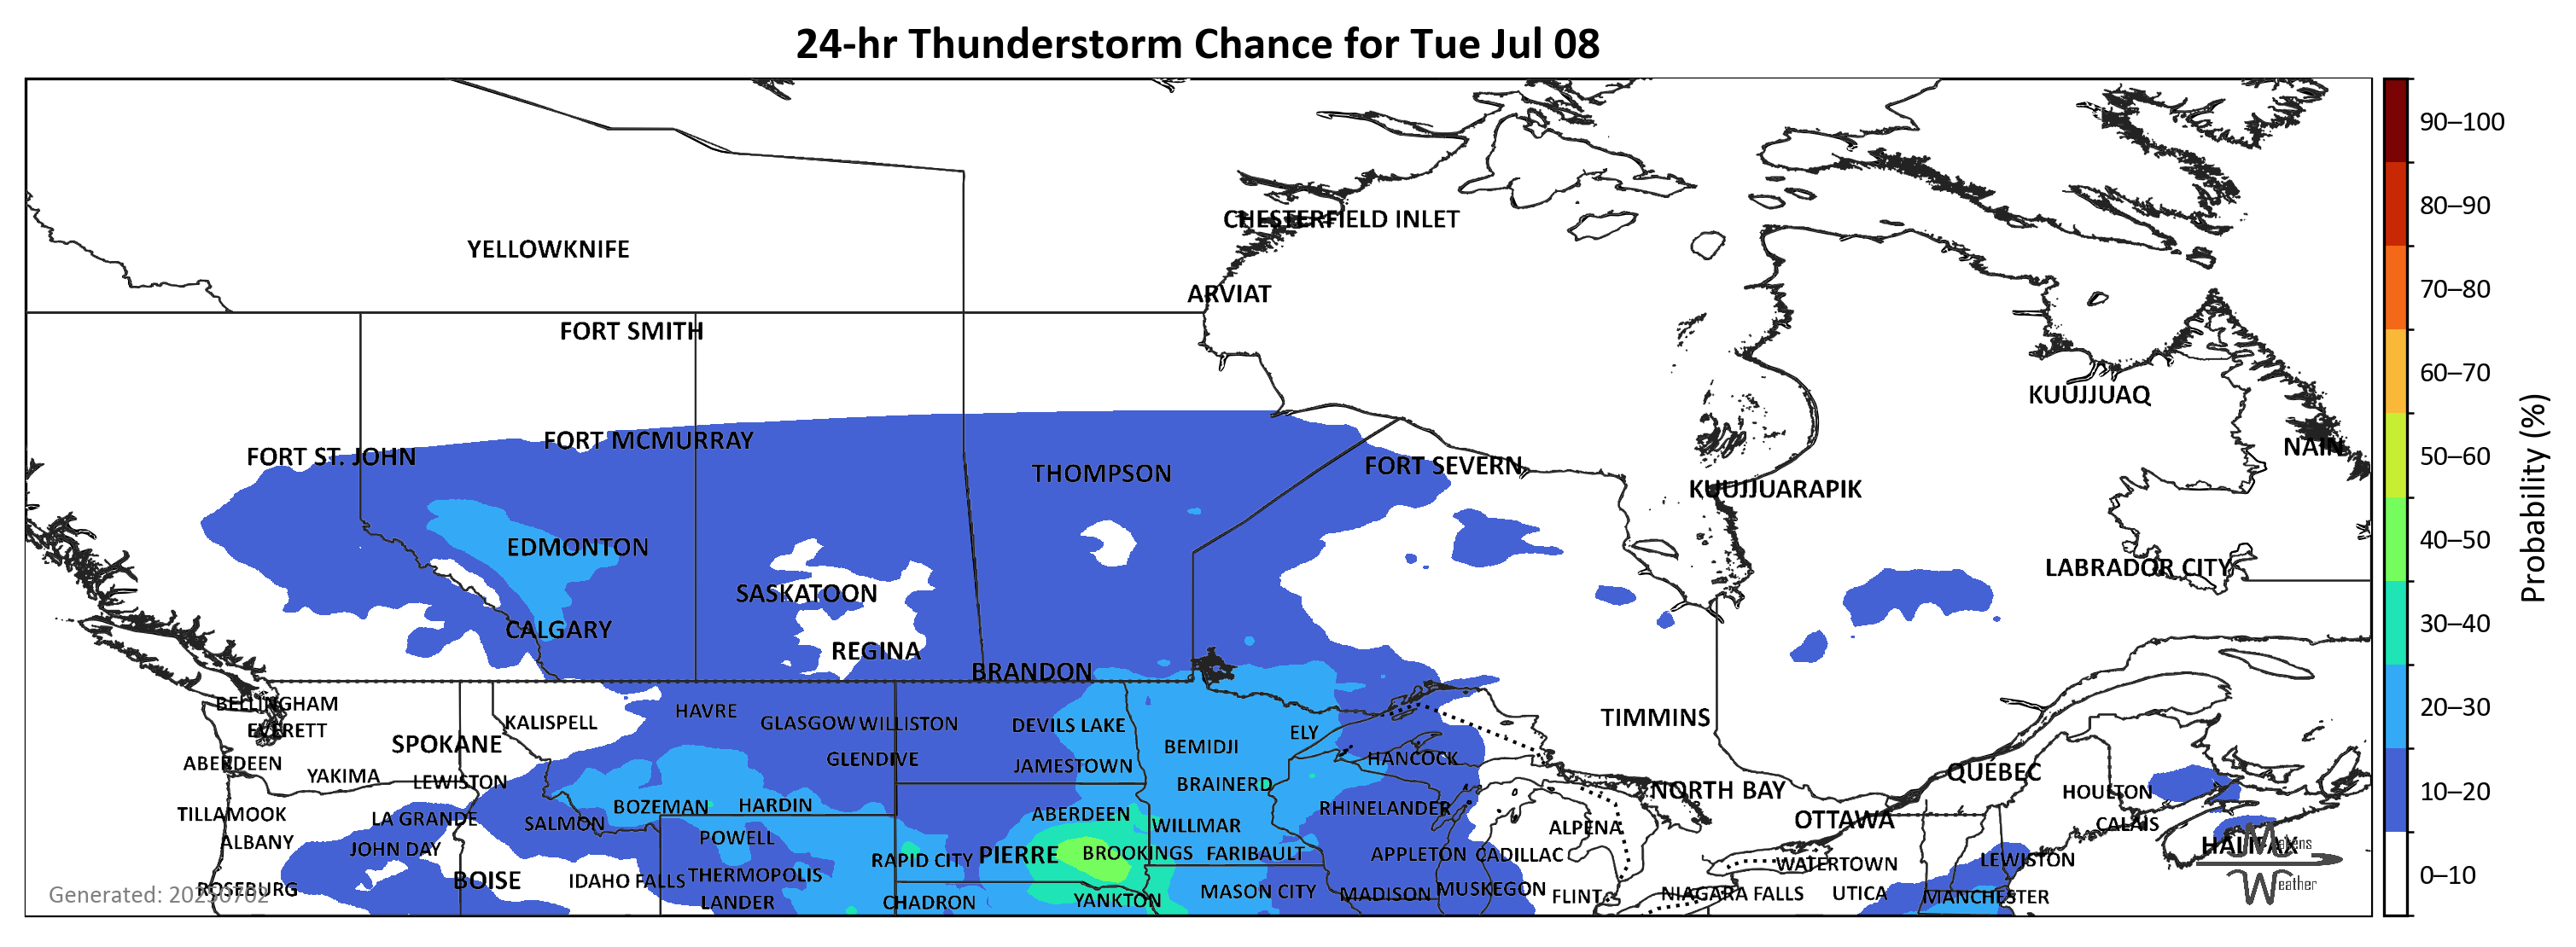 24-hr Thunderstorm Chance for Tue Jul 08
90–100
80–90
70–80
60–70
50–60
40–50
30–40
20–30
10–20
0–10
Probability (%)
CHESTERFIELD INLET
YELLOWKNIFE
ARVIAT
FORT SMITH
KUUJJUAQ
FORT MCMURRAY
NAIN
FORT ST. JOHN
FORT SEVERN
THOMPSON
KUUJJUARAPIK
EDMONTON
LABRADOR CITY
SASKATOON
CALGARY
REGINA
BRANDON
BELLINGHAM
HAVRE
TIMMINS
KALISPELL
GLASGOW
WILLISTON
DEVILS LAKE
EVERETT
ELY
SPOKANE
BEMIDJI
GLENDIVE
HANCOCK
ABERDEEN
JAMESTOWN
QUÉBEC
YAKIMA
LEWISTON
BRAINERD
NORTH BAY
HOULTON
BOZEMAN
HARDIN
RHINELANDER
TILLAMOOK
ABERDEEN
LA GRANDE
OTTAWA
SALMON
WILLMAR
ALPENA
CALAIS
ALBANY
POWELL
HALIFAX
JOHN DAY
RAPID CITY
PIERRE
BROOKINGS
FARIBAULT
APPLETON
CADILLAC
WATERTOWN
LEWISTON
BOISE
IDAHO FALLS
THERMOPOLIS
ROSEBURG
MASON CITY
MADISON
MUSKEGON
FLINT
NIAGARA FALLS
UTICA
MANCHESTER
LANDER
CHADRON
YANKTON
Generated: 20250702
Weather